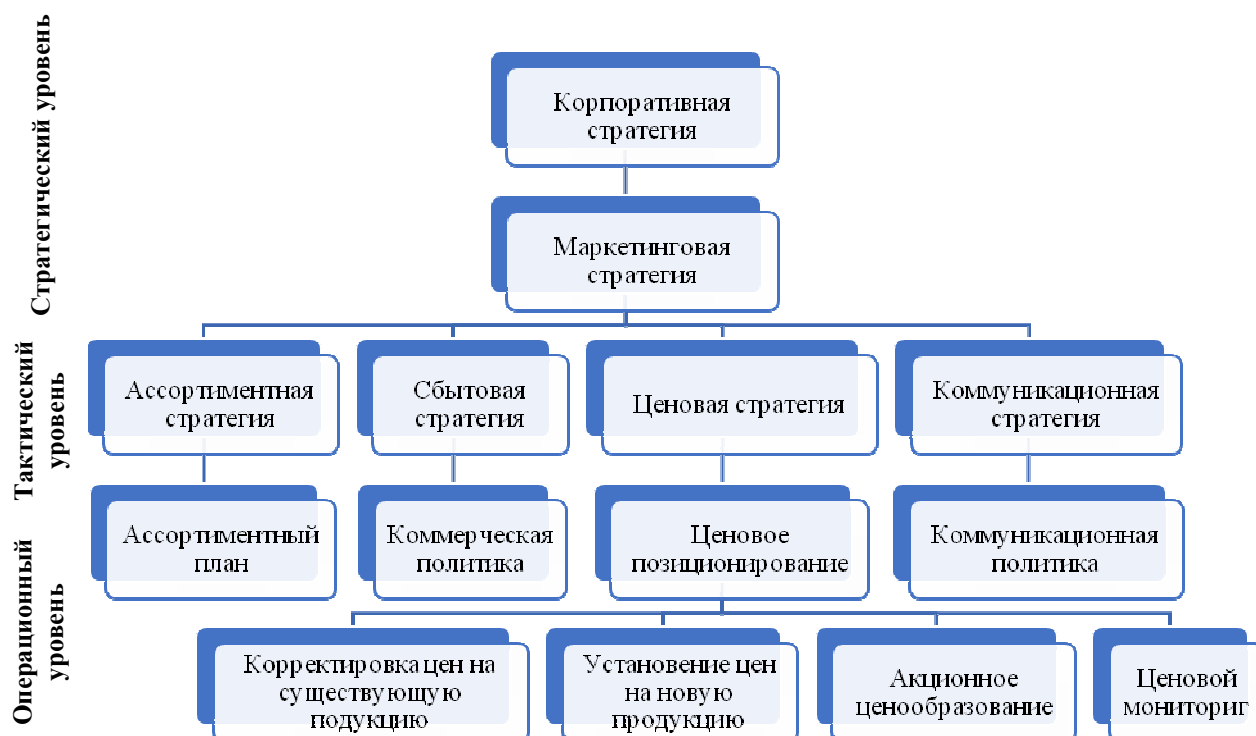 Стратегический уровень
Корпоративная
стратегия
Маркетинговая
стратегия
Тактический
уровень
Ассортиментная
стратегия
Сбытовая
стратегия
Ценовая стратегия
Коммуникационная
стратегия
Ассортиментный
план
Коммерческая
политика
Ценовое
позиционирование
Коммуникационная
политика
Операционный
уровень
Корректировка цен на
существующую
подукцию
Установение цен
на новую
продукцию
Акционное
ценообразование
Ценовой
мониториг